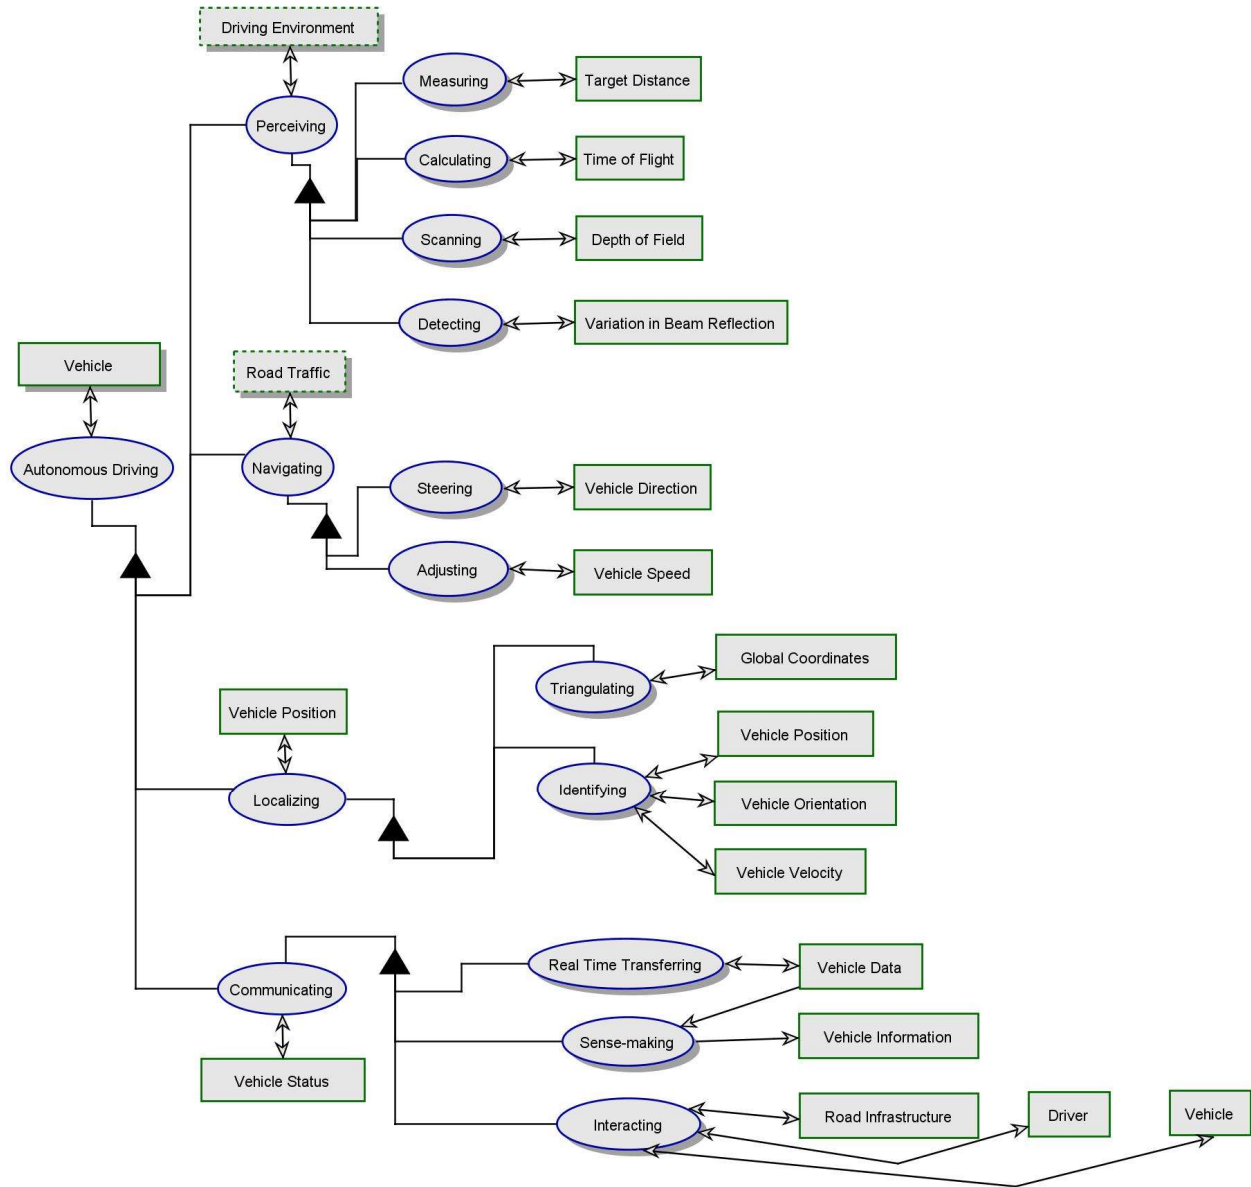 Driving Environment
Measuring
Target Distance
Perceiving
Calculating
Time of Flight
Scanning
Depth of Field
Detecting
Variation in Beam Reflection
Vehicle
Road Traffic
Autonomous Driving
Navigating
Steering
Vehicle Direction
Adjusting
Vehicle Speed
Triangulating
Global Coordinates
Vehicle Position
Vehicle Position
Localizing
Identifying
Vehicle Orientation
Vehicle Velocity
Real Time Transferring
Vehicle Data
Communicating
Sense-making
Vehicle Information
Vehicle Status
Interacting
Road Infrastructure
Driver
Vehicle